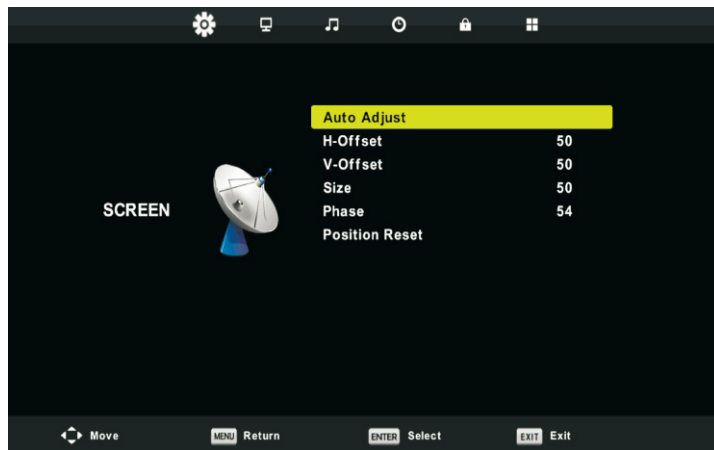 Auto Adjust
H-Offset 50
V-Offset 50
Size 50
SCREEN
Phase 54
Position Reset
Move MENU Return ENTER Select EXIT Exit